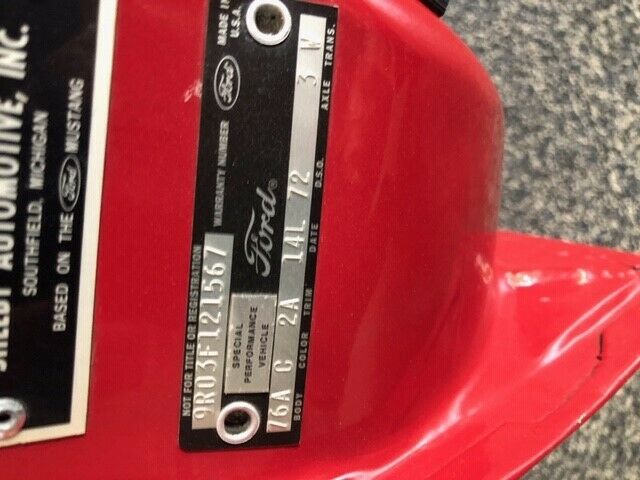 SHELBY AUTOMOTIVE, INC.
SOUTHFIELD, MICHIGAN
BASED ON THE Ford MUSTANG
NOT FOR TITLE OR REGISTRATION WARRANTY NUMBER Ford MADE IN
U.S.A.
9R03F121567
SPECIAL
PERFORMANCE
VEHICLE
Ford®
76A C 2A 14L 72 3 W
BODY COLOR TRIM DATE D.S.O. AXLE TRANS.